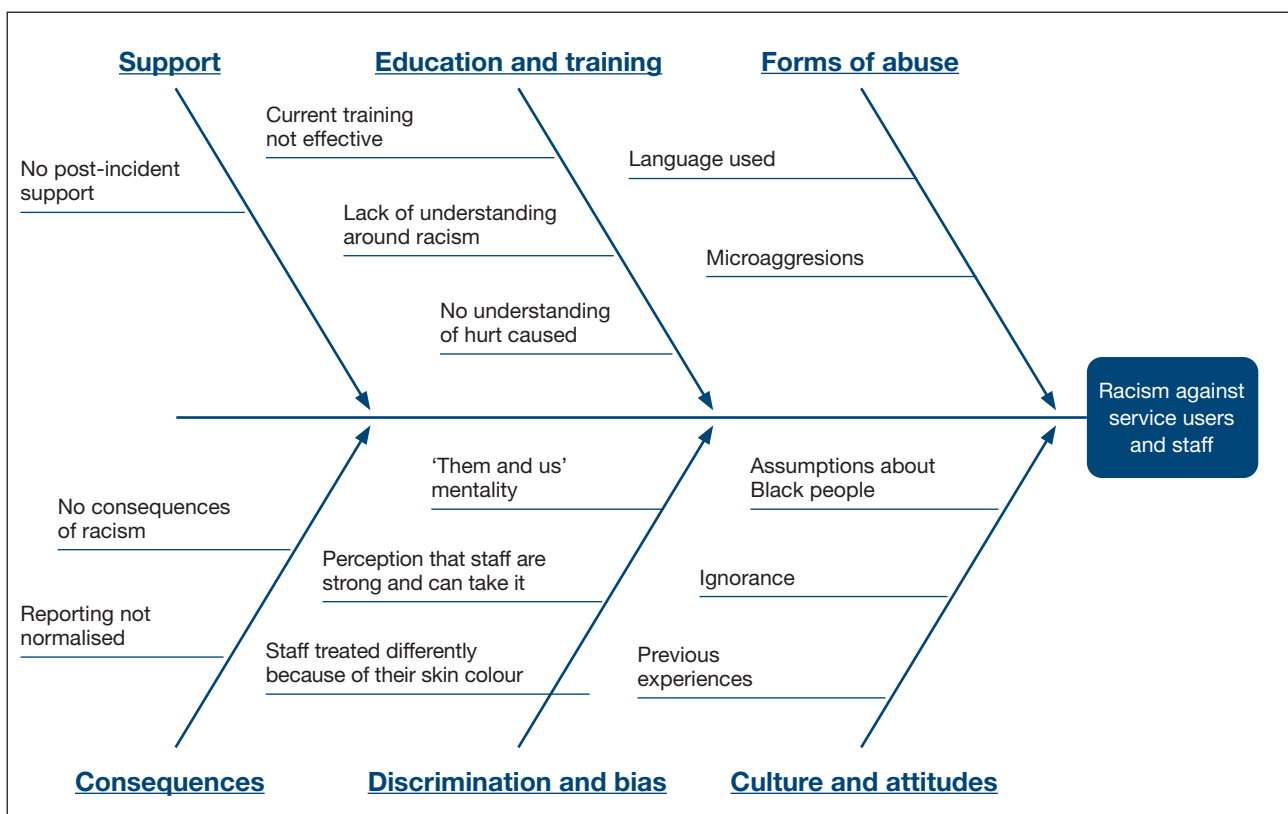 Support
Education and training
Forms of abuse
No post-incident
support
Current training
not effective
Lack of understanding
around racism
No understanding
of hurt caused
Language used
Microaggresions
Racism against
service users
and staff
No consequences
of racism
Reporting not
normalised
‘Them and us’
mentality
Perception that staff are
strong and can take it
Staff treated differently
because of their skin colour
Assumptions about
Black people
Ignorance
Previous
experiences
Consequences
Discrimination and bias
Culture and attitudes